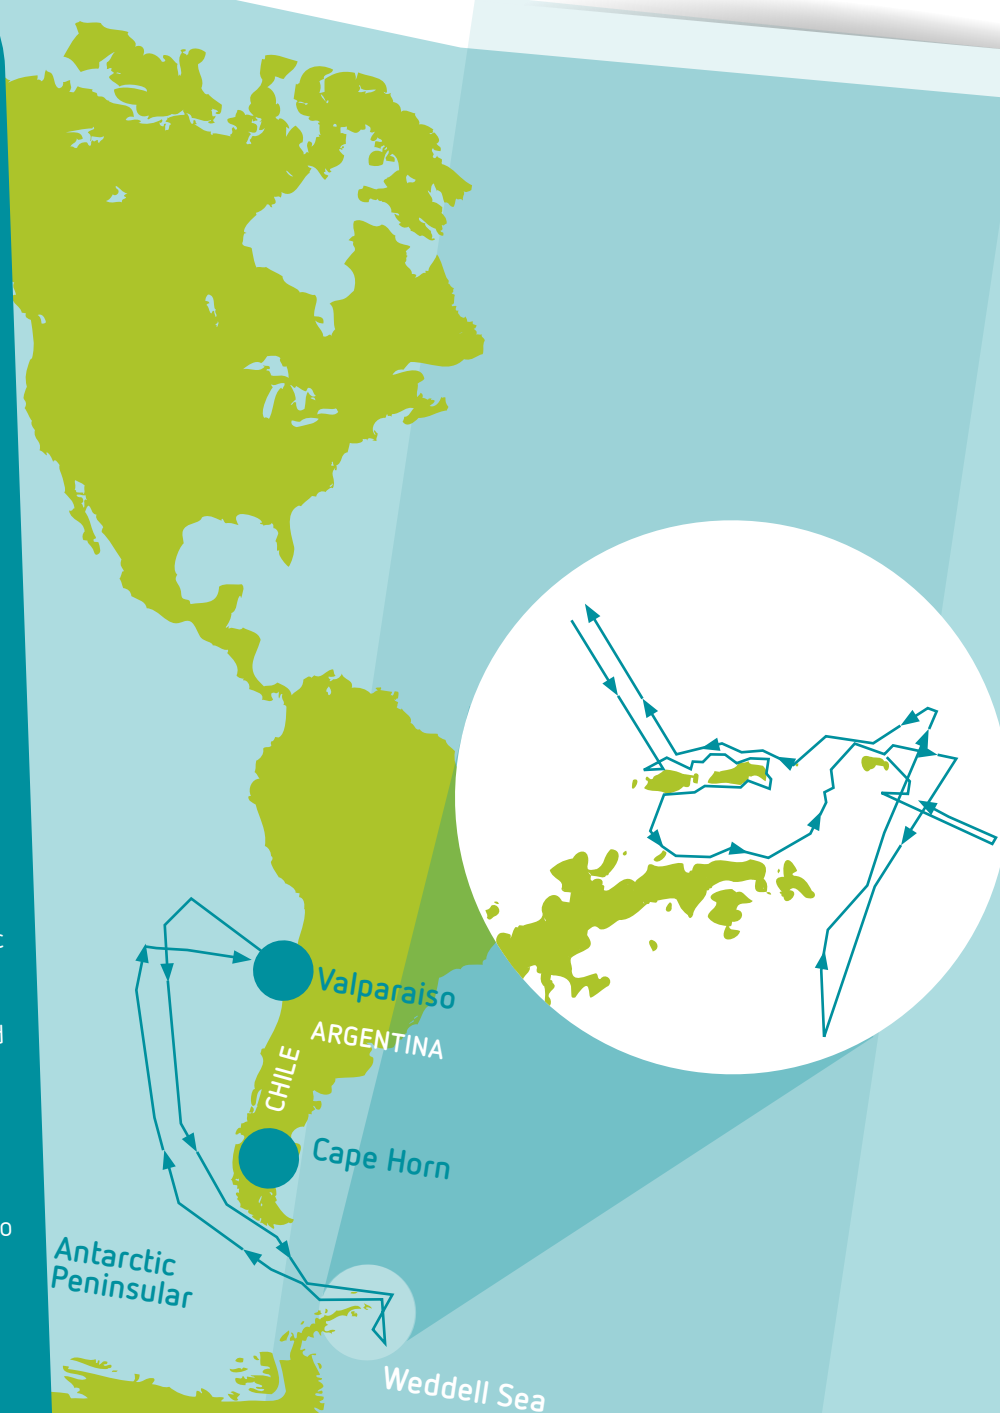 Valparaiso
ARGENTINA
CHILE
Cape Horn
Antarctic
Peninsular
Weddell Sea